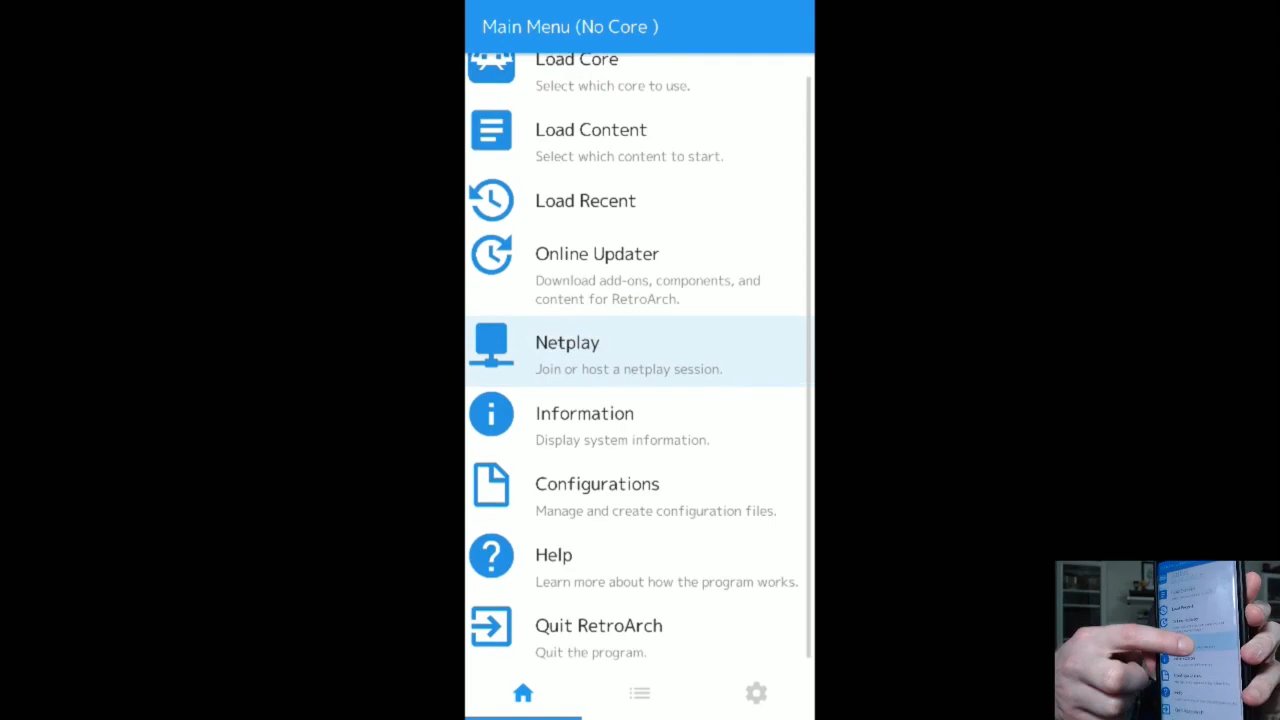 Main Menu (No Core )
Load Core
Select which core to use.
Load Content
Select which content to start.
Load Recent
Online Updater
Download add-ons, components, and
content for RetroArch.
Netplay
Join or host a netplay session.
Information
Display system information.
Configurations
Manage and create configuration files.
Help
Learn more about how the program works.
Quit RetroArch
Quit the program.